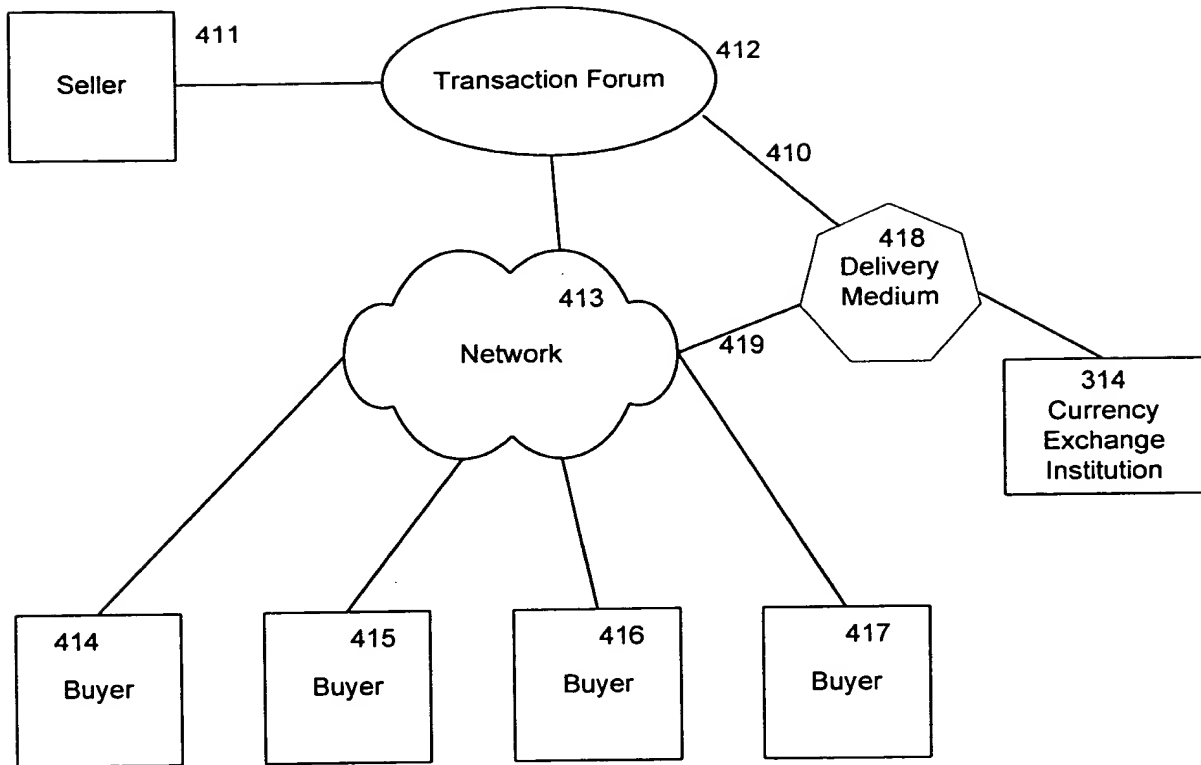 411
Seller
412
Transaction Forum
410
418
Delivery
Medium
413
Network
419
314
Currency
Exchange
Institution
414
Buyer
415
Buyer
416
Buyer
417
Buyer